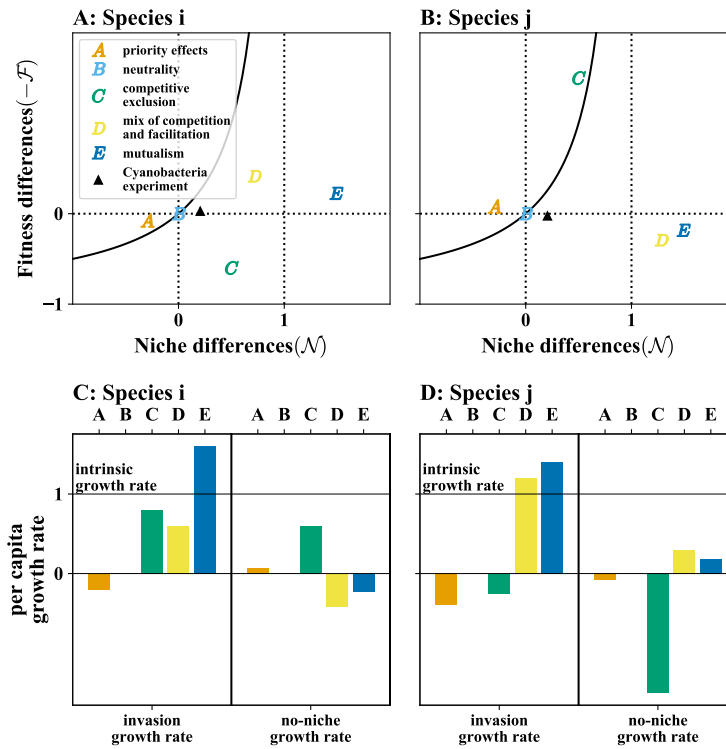 A: Species i
B: Species j
Fitness differences(−ℱ)
A priority effects
B neutrality
C competitive
exclusion
D mix of competition
and facilitation
E mutualism
▲ Cyanobacteria
experiment
A
B
C
D
E
A
B
C
D
E
0
−1
0
1
0
1
Niche differences(𝒩)
Niche differences(𝒩)
C: Species i
D: Species j
A B C D E A B C D E
A B C D E A B C D E
per capita
growth rate
intrinsic
growth rate
intrinsic
growth rate
1
0
invasion
growth rate
no-niche
growth rate
invasion
growth rate
no-niche
growth rate